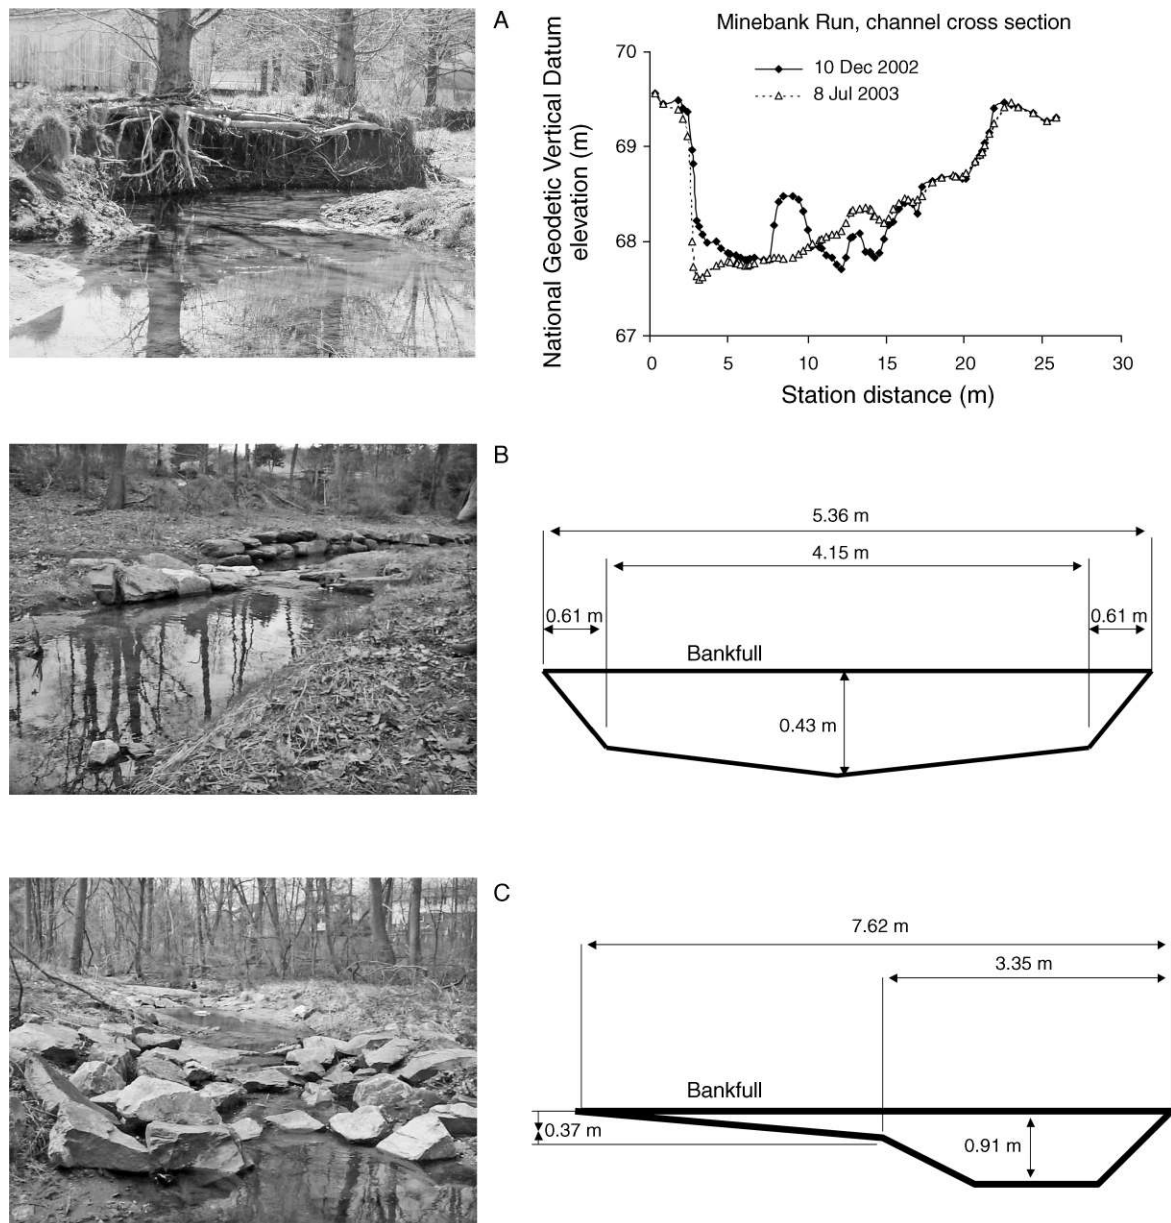 A
Minebank Run, channel cross section
National Geodetic Vertical Datum
elevation (m)
70
69
68
67
10 Dec 2002
8 Jul 2003
0
5
10
15
20
25
30
Station distance (m)
B
5.36 m
4.15 m
0.61 m
0.61 m
Bankfull
0.43 m
C
7.62 m
3.35 m
Bankfull
0.37 m
0.91 m